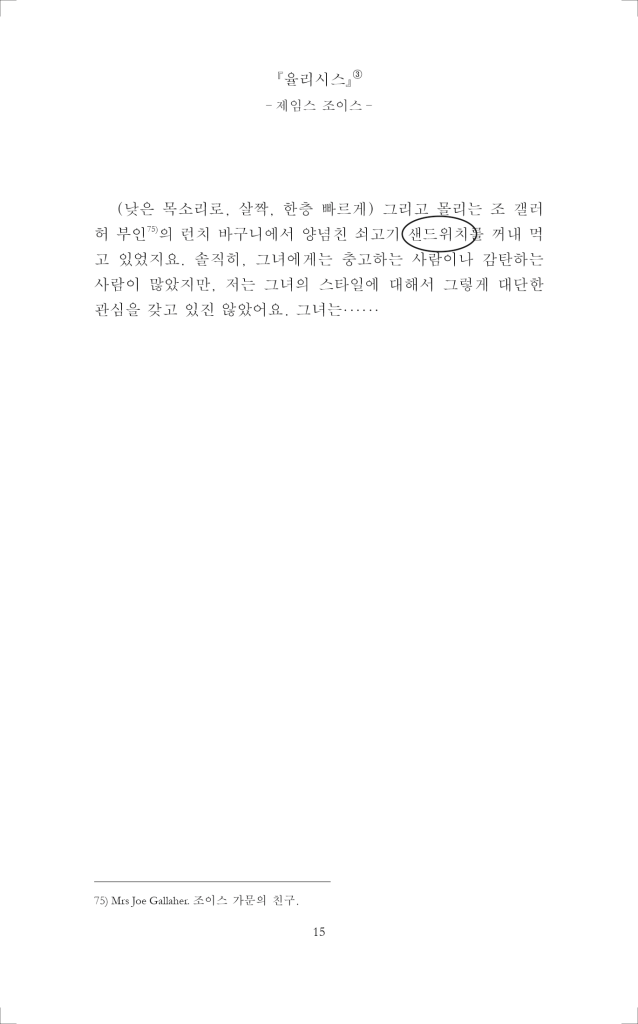 『율리시스』③
– 제임스 조이스 –
(낮은 목소리로, 살짝, 한층 빠르게) 그리고 몰리는 조 갤러
허 부인75)의 런치 바구니에서 양념친 쇠고기 샌드위치를 꺼내 먹
고 있었지요. 솔직히, 그녀에게는 충고하는 사람이나 감탄하는
사람이 많았지만, 저는 그녀의 스타일에 대해서 그렇게 대단한
관심을 갖고 있진 않았어요. 그녀는……
75) Mrs Joe Gallaher. 조이스 가문의 친구.
15